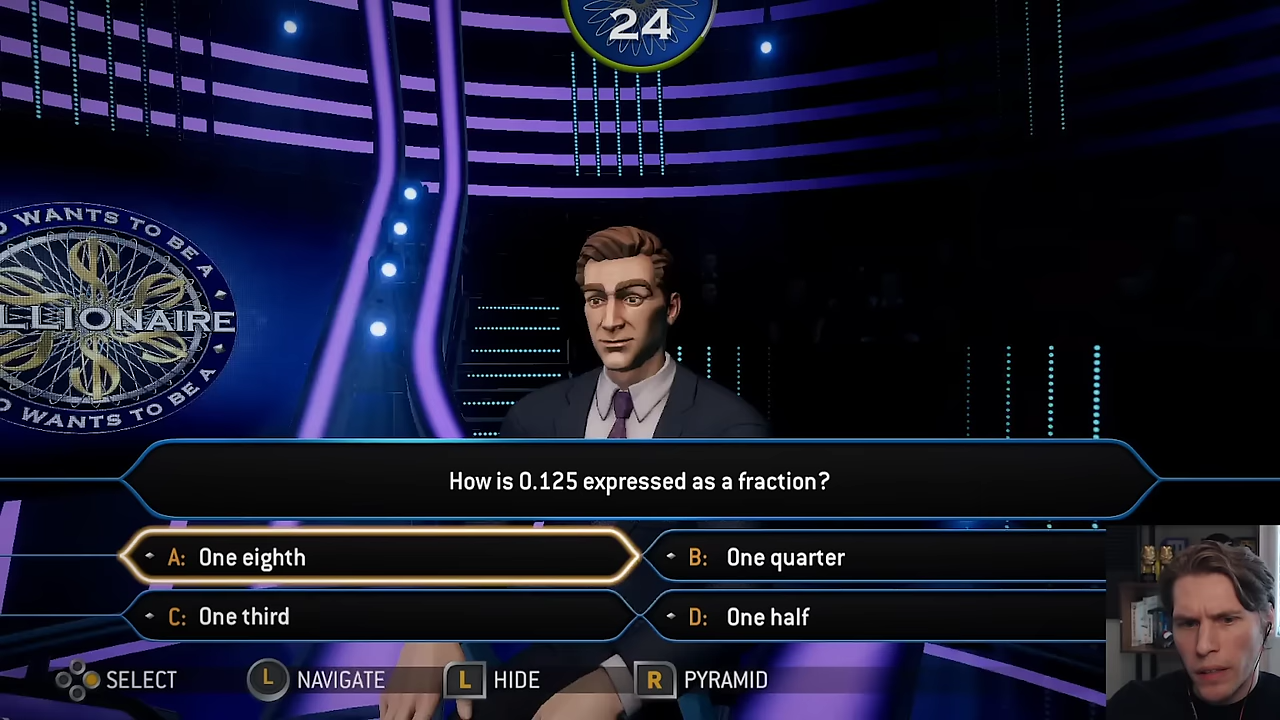 24
WANTS TO BE A
LLIONAIRE
WANTS TO BE A
How is 0.125 expressed as a fraction?
A: One eighth
B: One quarter
C: One third
D: One half
SELECT
L NAVIGATE
L HIDE
R PYRAMID